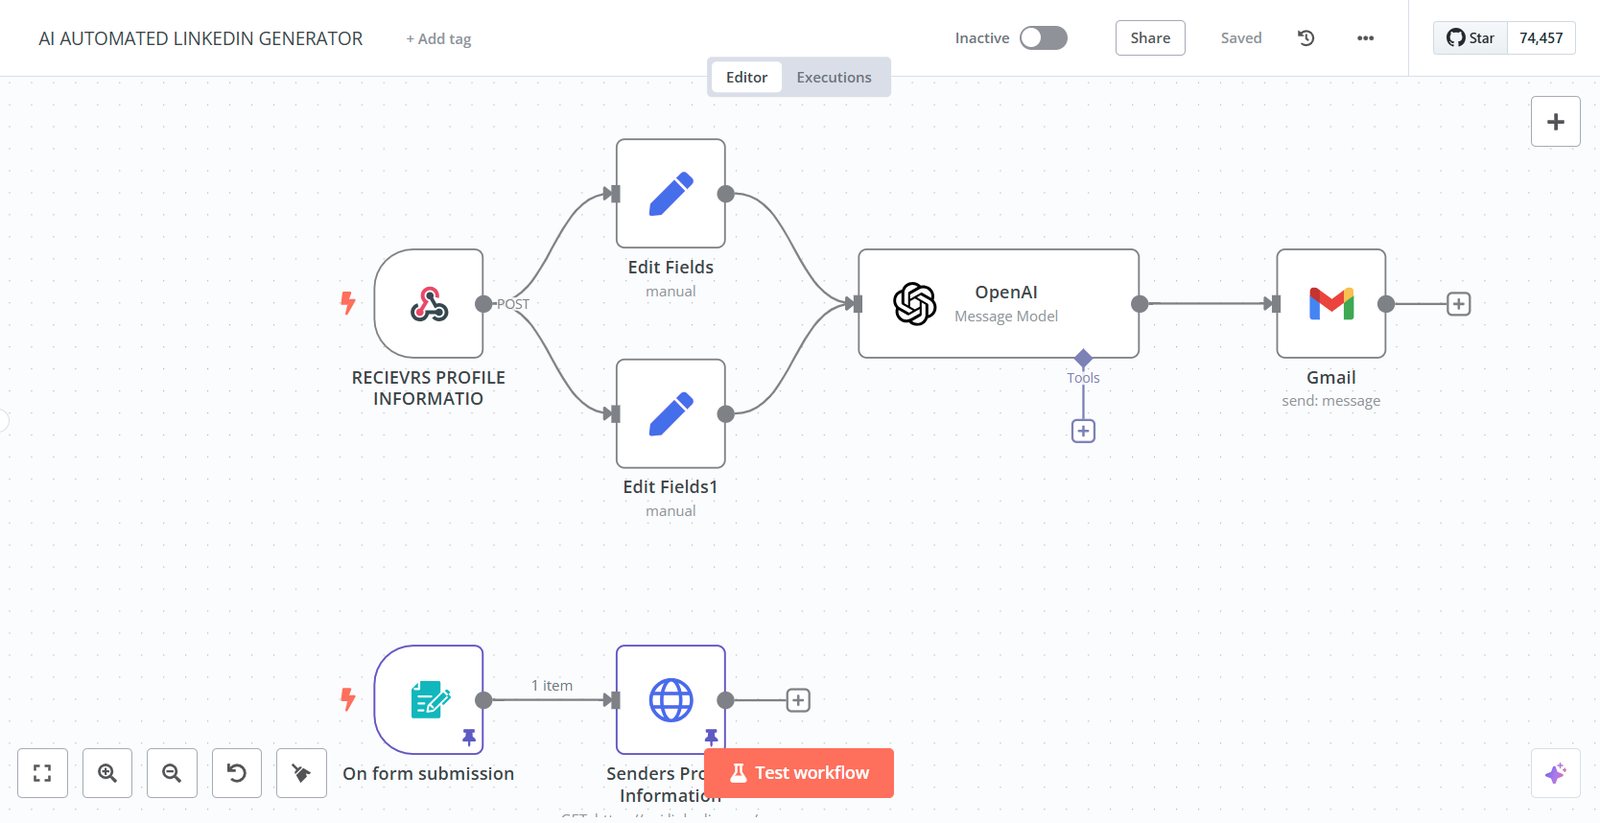 AI AUTOMATED LINKEDIN GENERATOR
+ Add tag
Inactive
Share
Saved
Star
74,457
Editor
Executions
Edit Fields
manual
POST
RECIEVRS PROFILE
INFORMATIO
OpenAI
Message Model
Tools
Gmail
send: message
Edit Fields1
manual
1 item
On form submission
Senders Pro
Information
Test workflow
GET: